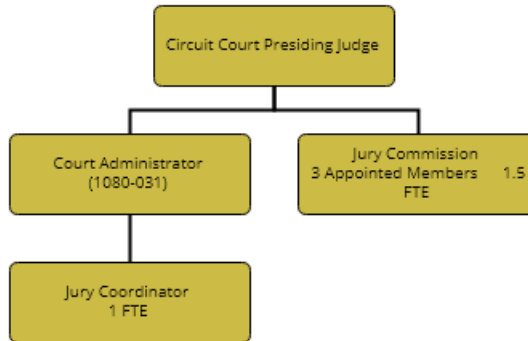 Circuit Court Presiding Judge
Court Administrator
(1080-031)
Jury Commission
3 Appointed Members 1.5
FTE
Jury Coordinator
1 FTE